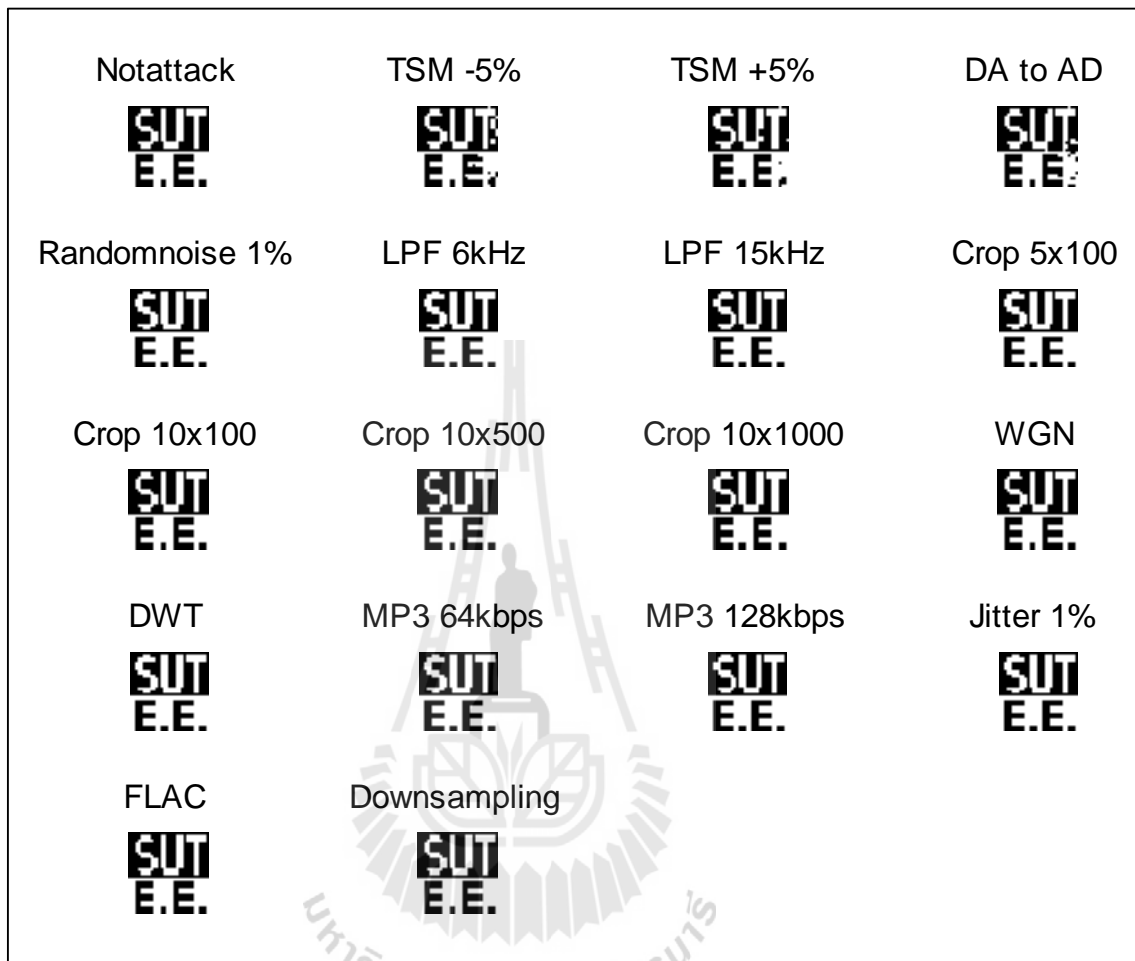 Notattack TSM -5% TSM +5% DA to AD
SUT SUT SUT SUT
E.E. E.E. E.E. E.E.
Randomnoise 1% LPF 6kHz LPF 15kHz Crop 5x100
SUT SUT SUT SUT
E.E. E.E. E.E. E.E.
Crop 10x100 Crop 10x500 Crop 10x1000 WGN
SUT SUT SUT SUT
E.E. E.E. E.E. E.E.
DWT MP3 64kbps MP3 128kbps Jitter 1%
SUT SUT SUT SUT
E.E. E.E. E.E. E.E.
FLAC Downsampling
SUT SUT
E.E. E.E.